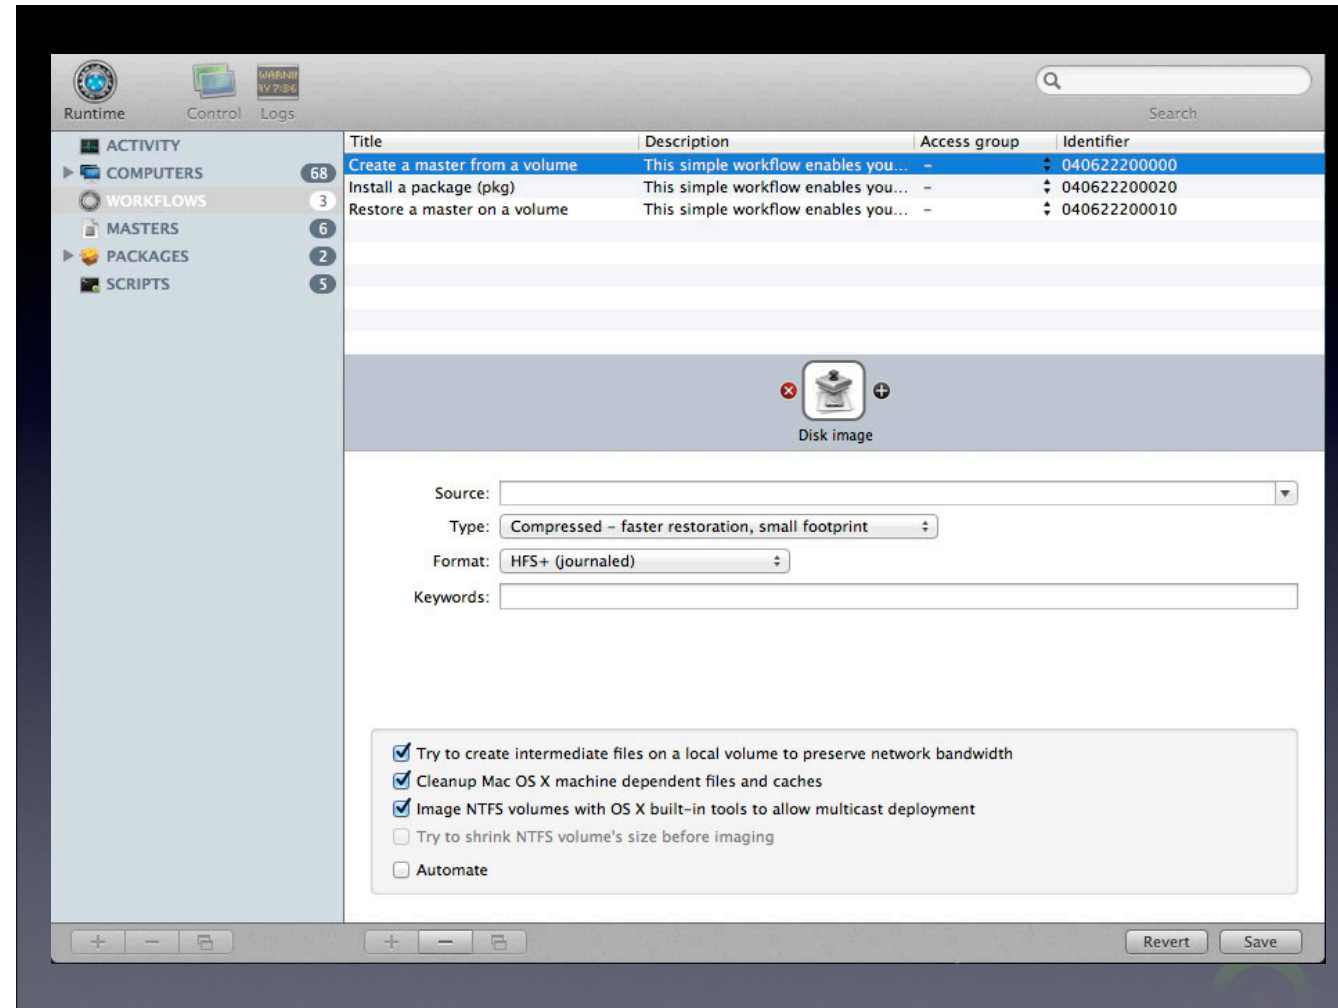 WARNIN
AY 7:36
Runtime Control Logs Search
Title Description Access group Identifier
ACTIVITY
COMPUTERS 68
WORKFLOWS 3
MASTERS 6
PACKAGES 2
SCRIPTS 5
Create a master from a volume This simple workflow enables you... – 040622200000
Install a package (pkg) This simple workflow enables you... – 040622200020
Restore a master on a volume This simple workflow enables you... – 040622200010
Disk image
Source:
Type: Compressed – faster restoration, small footprint
Format: HFS+ (journaled)
Keywords:
Try to create intermediate files on a local volume to preserve network bandwidth
Cleanup Mac OS X machine dependent files and caches
Image NTFS volumes with OS X built-in tools to allow multicast deployment
Try to shrink NTFS volume's size before imaging
Automate
Revert Save